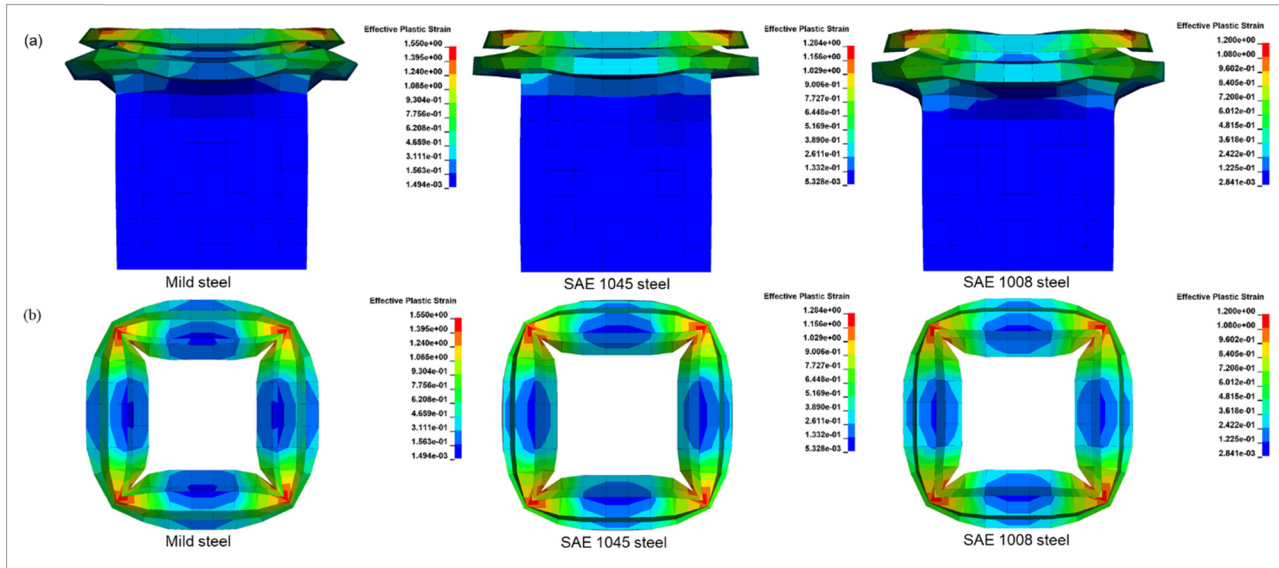 (a)
Effective Plastic Strain
1.550e+00
1.395e+00
1.240e+00
1.085e+00
9.304e-01
7.756e-01
6.208e-01
4.659e-01
3.111e-01
1.563e-01
1.494e-03
Mild steel
Effective Plastic Strain
1.284e+00
1.156e+00
1.029e+00
9.006e-01
7.727e-01
6.448e-01
5.169e-01
3.890e-01
2.611e-01
1.332e-01
5.328e-03
SAE 1045 steel
Effective Plastic Strain
1.200e+00
1.080e+00
9.602e-01
8.405e-01
7.208e-01
6.012e-01
4.815e-01
3.618e-01
2.422e-01
1.225e-01
2.841e-03
SAE 1008 steel
(b)
Effective Plastic Strain
1.550e+00
1.395e+00
1.240e+00
1.085e+00
9.304e-01
7.756e-01
6.208e-01
4.659e-01
3.111e-01
1.563e-01
1.494e-03
Mild steel
Effective Plastic Strain
1.284e+00
1.156e+00
1.029e+00
9.006e-01
7.727e-01
6.448e-01
5.169e-01
3.890e-01
2.611e-01
1.332e-01
5.328e-03
SAE 1045 steel
Effective Plastic Strain
1.200e+00
1.080e+00
9.602e-01
8.405e-01
7.208e-01
6.012e-01
4.815e-01
3.618e-01
2.422e-01
1.225e-01
2.841e-03
SAE 1008 steel